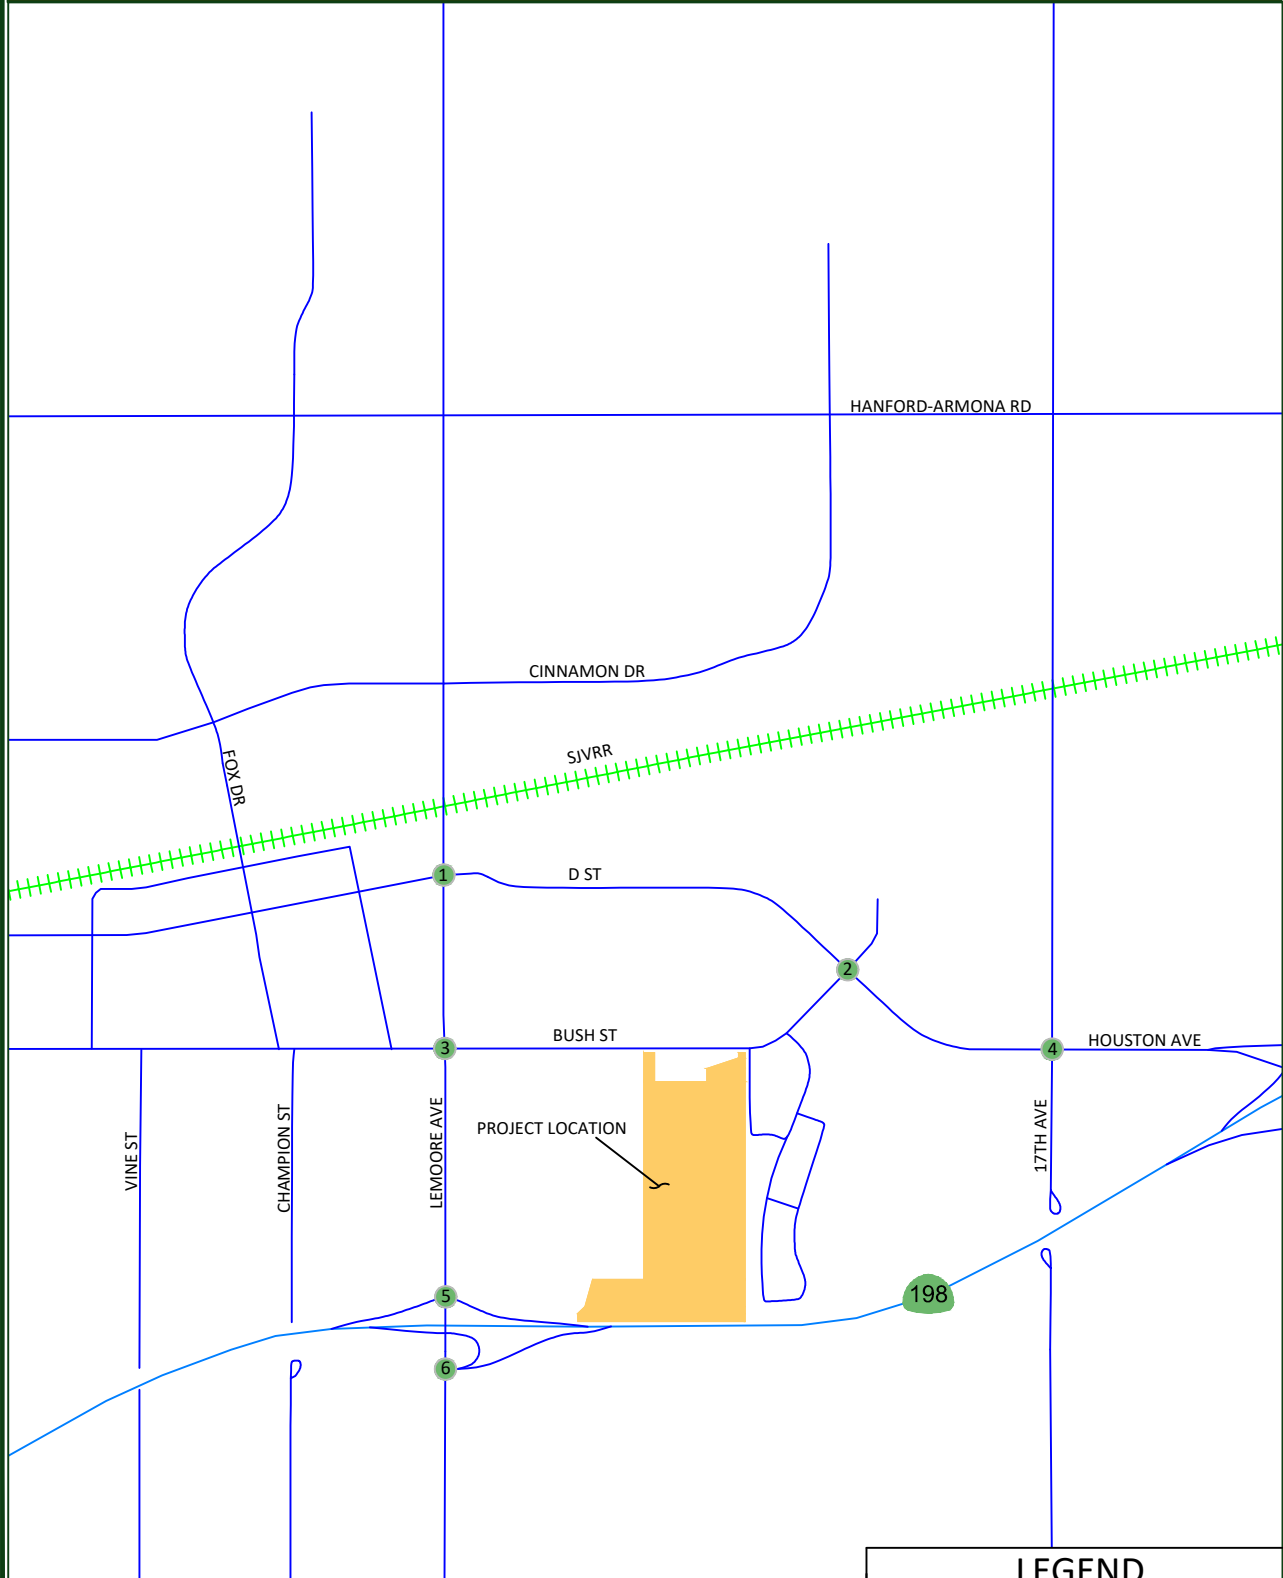 HANFORD-ARMONA RD
CINNAMON DR
SJVRR
FOX DR
1
D ST
2
BUSH ST
3
4
HOUSTON AVE
PROJECT LOCATION
VINE ST
CHAMPION ST
LEMOORE AVE
17TH AVE
5
198
6
LEGEND